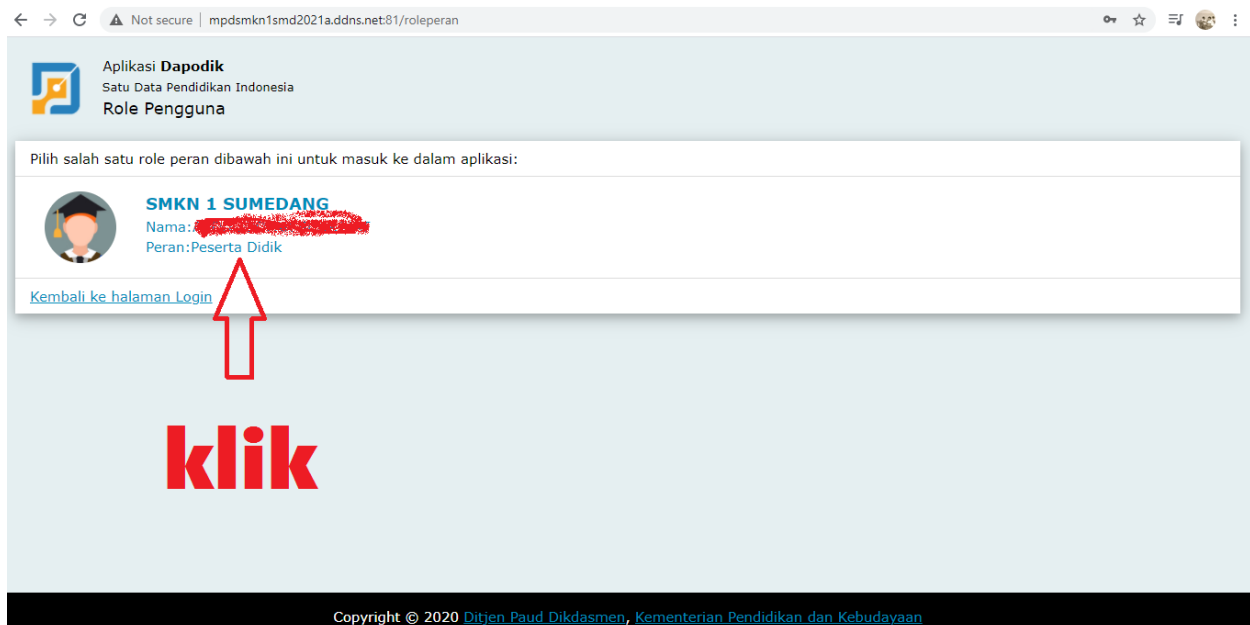 Not secure | mpdsmkn1smd2021a.ddns.net:81/roleperan
Aplikasi Dapodik
Satu Data Pendidikan Indonesia
Role Pengguna
Pilih salah satu role peran dibawah ini untuk masuk ke dalam aplikasi:
SMKN 1 SUMEDANG
Nama:
Peran:Peserta Didik
Kembali ke halaman Login
klik
Copyright © 2020 Ditjen Paud Dikdasmen, Kementerian Pendidikan dan Kebudayaan